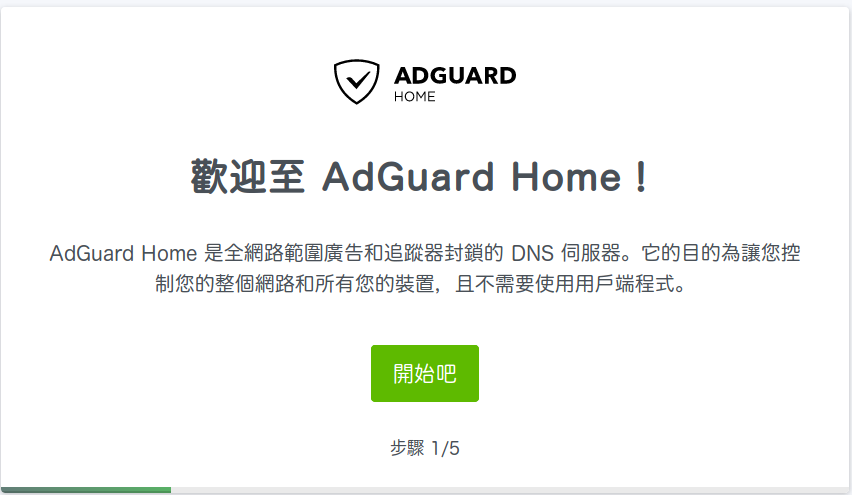 ADGUARD
HOME
歡迎至 AdGuard Home！
AdGuard Home 是全網路範圍廣告和追蹤器封鎖的 DNS 伺服器。它的目的為讓您控
制您的整個網路和所有您的裝置，且不需要使用用戶端程式。
開始吧
步驟 1/5